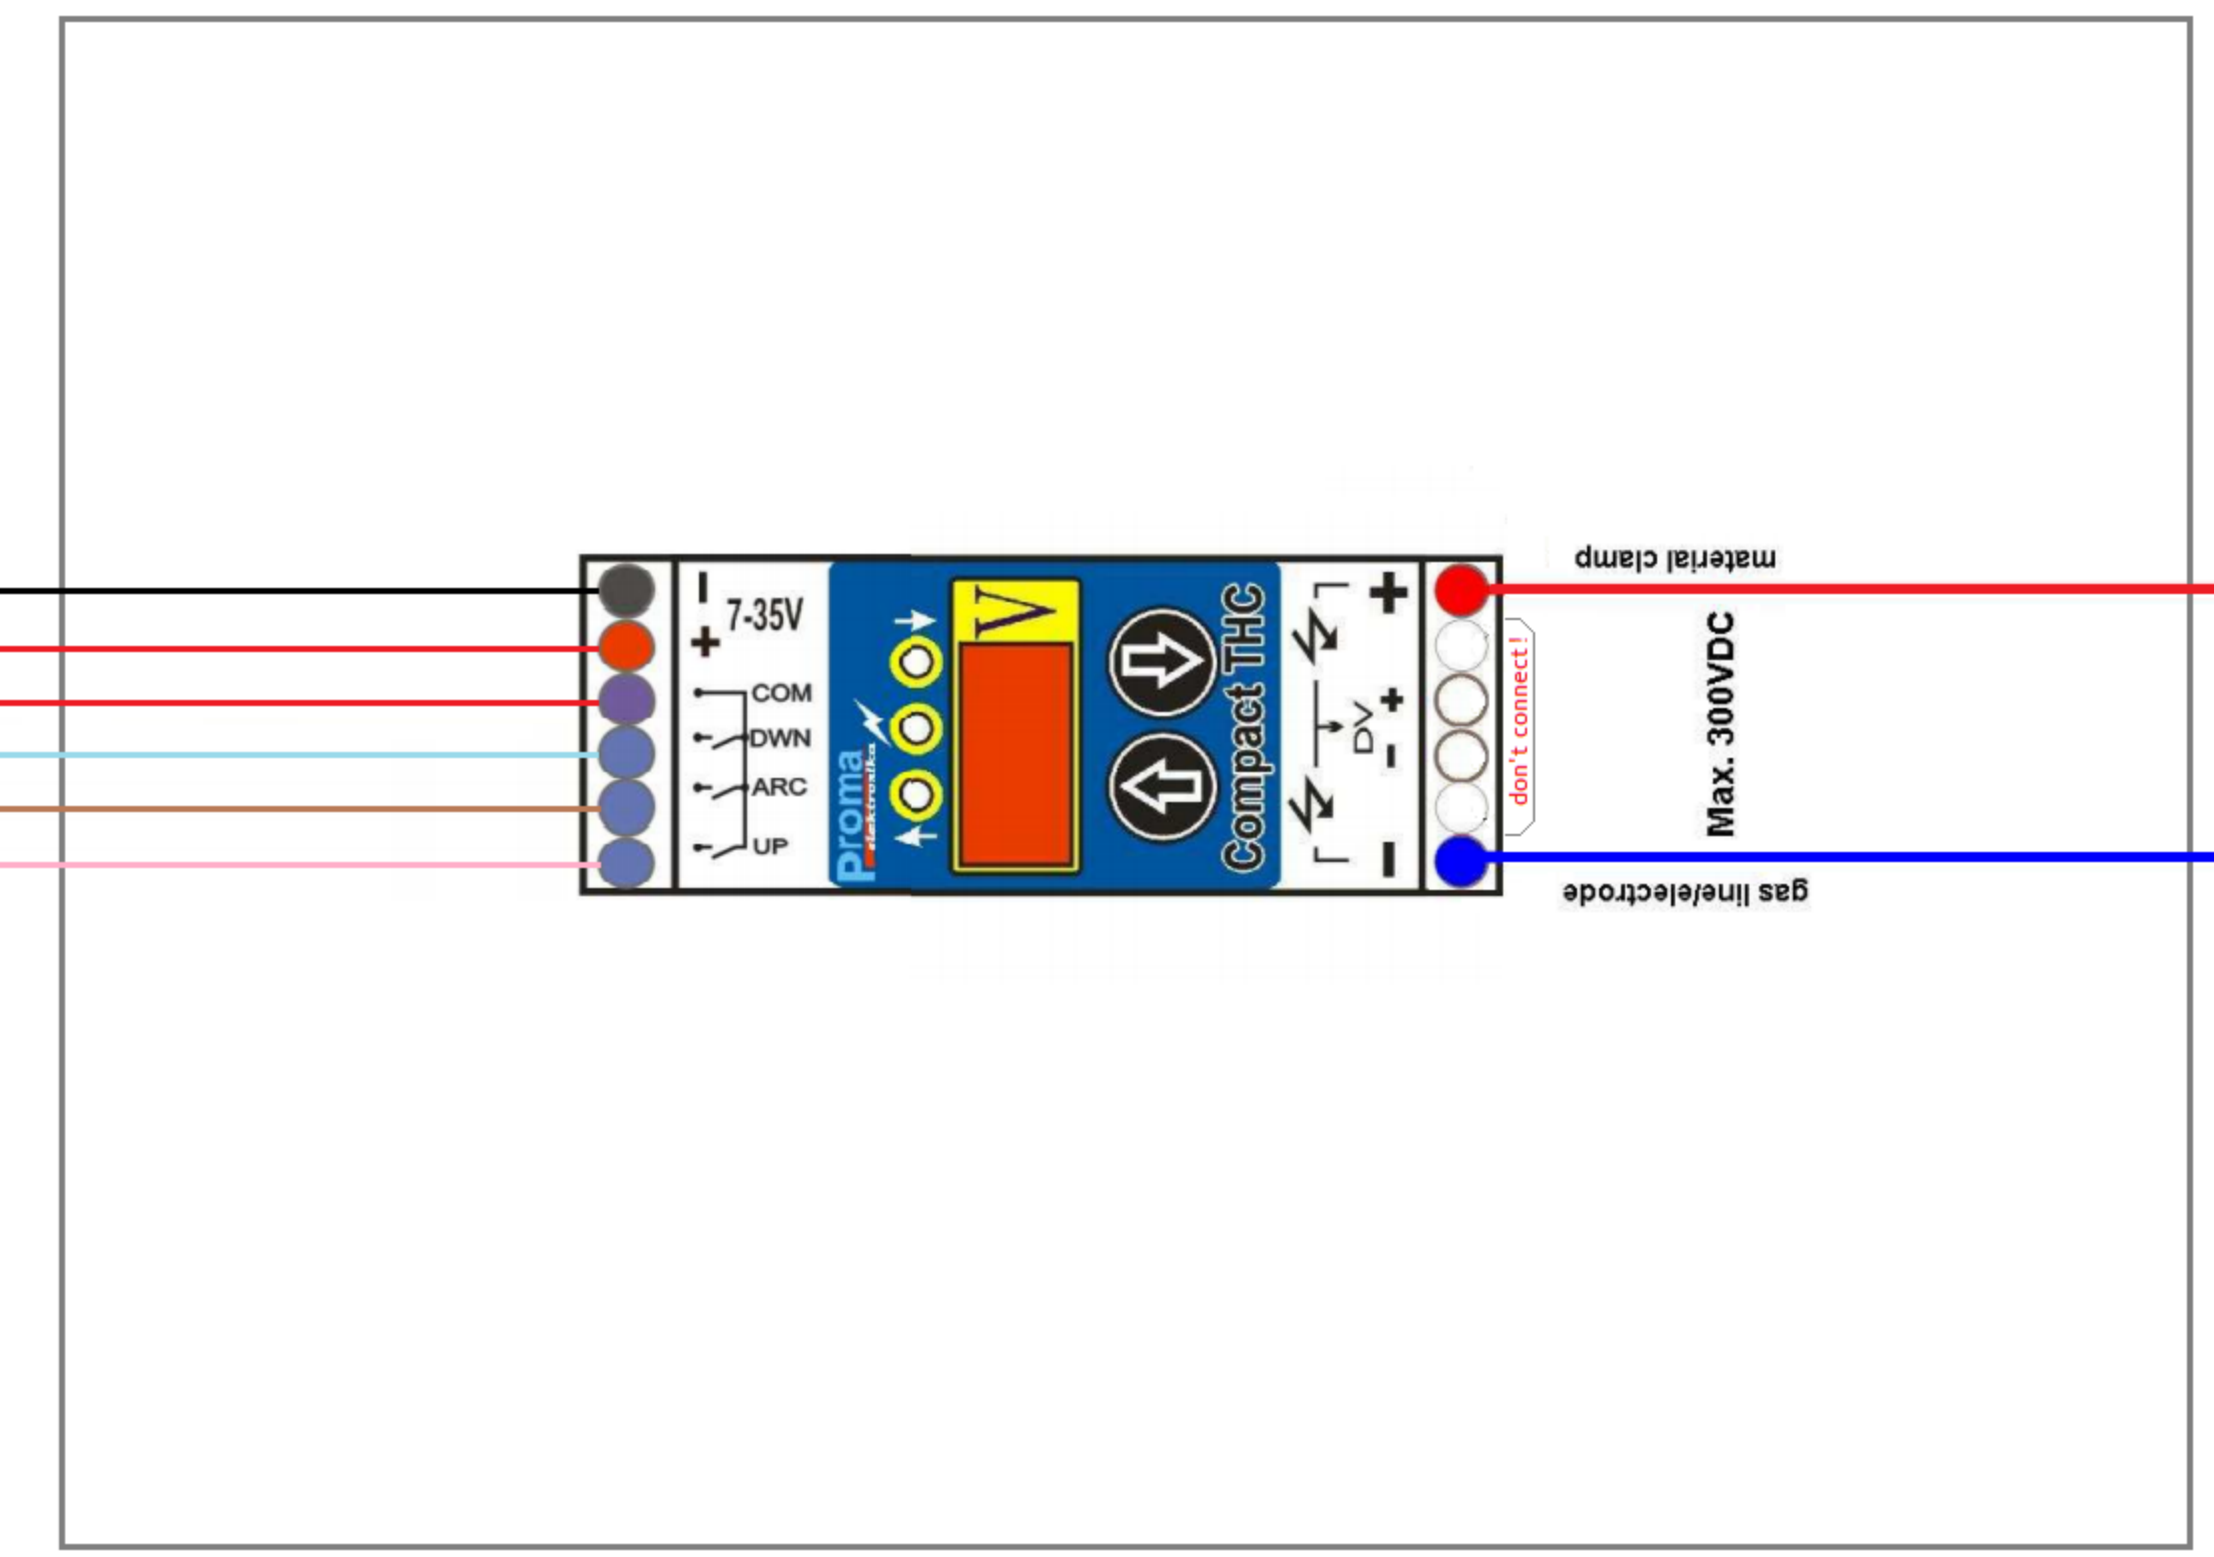 material clamp
−
7-35V
+
COM
DWN
ARC
UP
Proma
elektronika
V
Compact THC
+
DV
+
-
−
don't connect!
Max. 300VDC
gas line/electrode